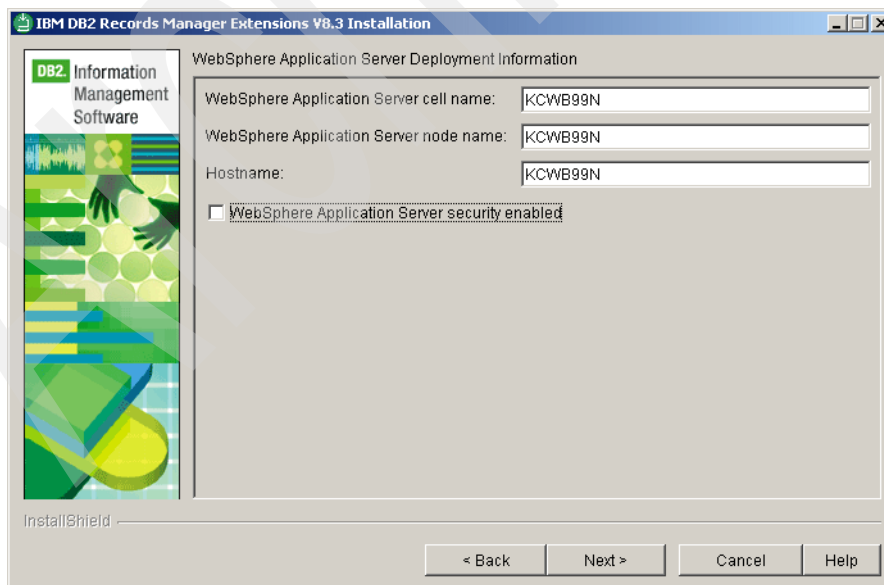 IBM DB2 Records Manager Extensions V8.3 Installation
DB2. Information
Management
Software
WebSphere Application Server Deployment Information
WebSphere Application Server cell name: KCWB99N
WebSphere Application Server node name: KCWB99N
Hostname: KCWB99N
WebSphere Application Server security enabled
InstallShield
< Back Next > Cancel Help